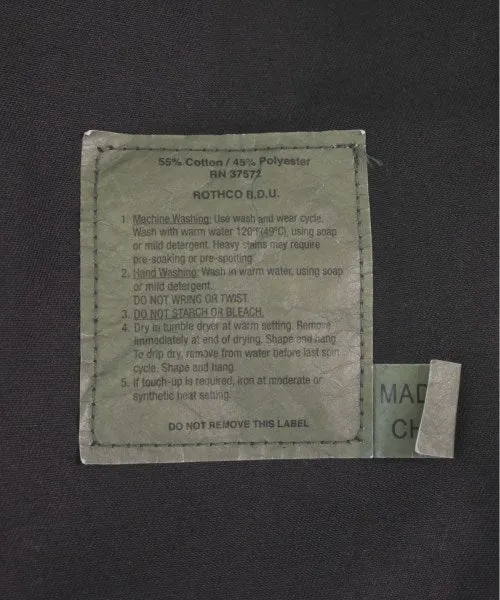 55% Cotton / 45% Polyester
RN 37572
ROTHCO B.D.U.
1. Machine Washing: Use wash and wear cycle.
Wash with warm water 120°F(49°C), using soap
or mild detergent. Heavy stains may require
pre-soaking or pre-spotting
2. Hand Washing: Wash in warm water, using soap
or mild detergent.
DO NOT WRING OR TWIST.
3. DO NOT STARCH OR BLEACH.
4. Dry in tumble dryer at warm setting. Remove
immediately at end of drying. Shape and hang
To drip dry, remove from water before last spin
cycle. Shape and hang.
5. If touch-up is required, iron at moderate or
synthetic heat setting.
DO NOT REMOVE THIS LABEL
MAD
CH